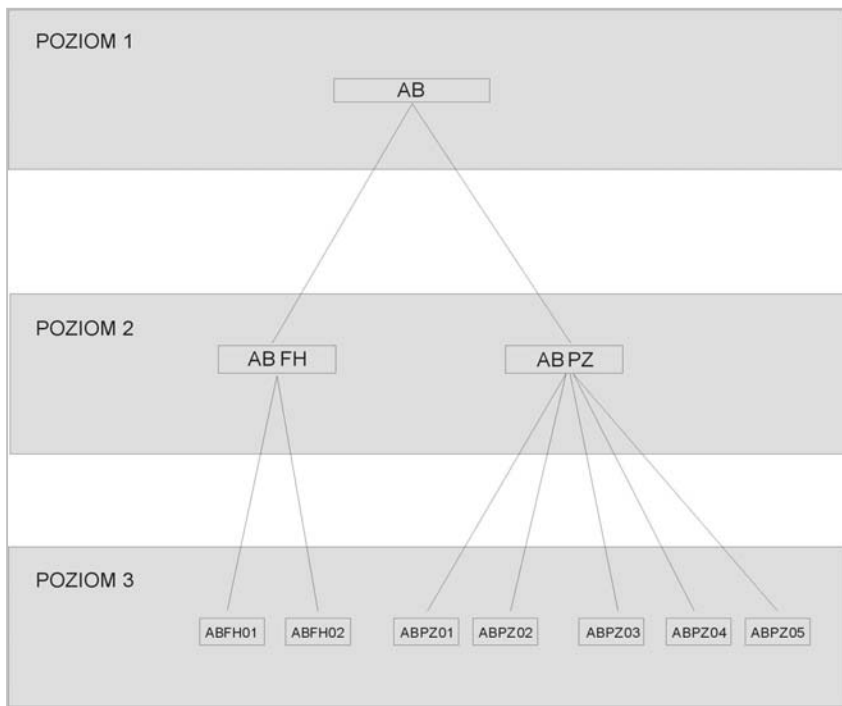 POZIOM 1
AB
POZIOM 2
AB FH AB PZ
POZIOM 3
ABFH01 ABFH02 ABPZ01 ABPZ02 ABPZ03 ABPZ04 ABPZ05